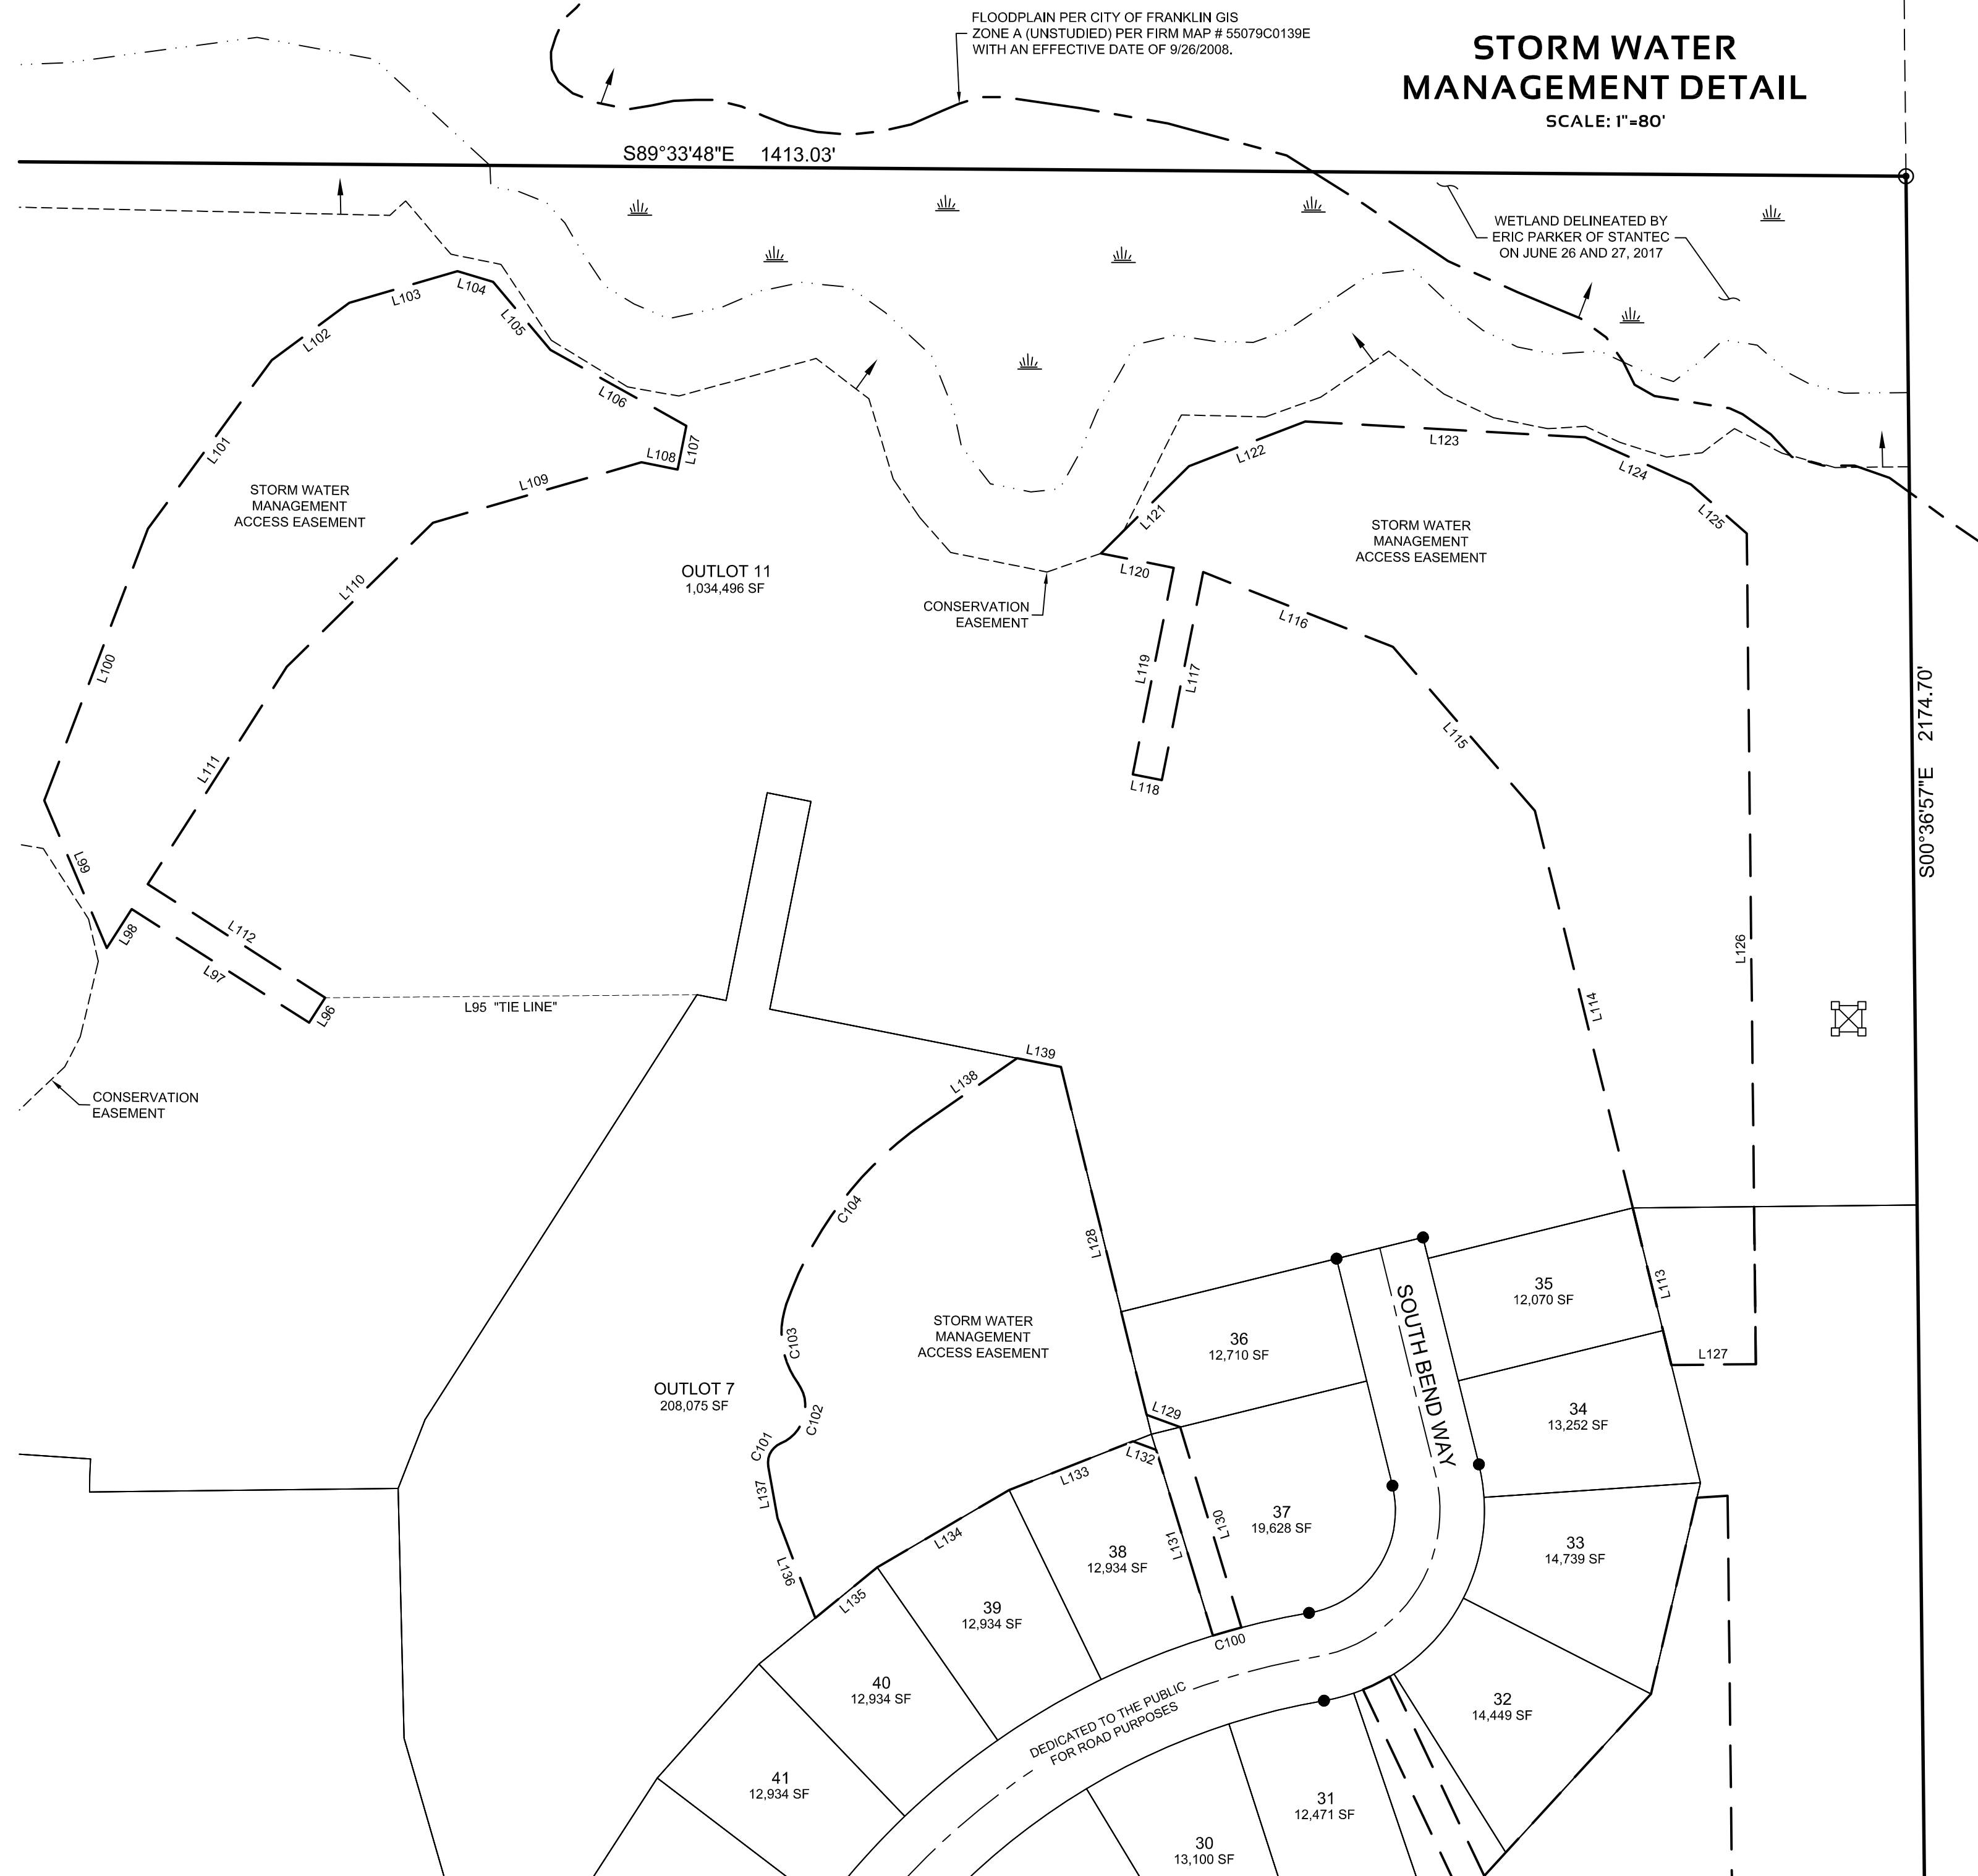 FLOODPLAIN PER CITY OF FRANKLIN GIS
ZONE A (UNSTUDIED) PER FIRM MAP # 55079C0139E
WITH AN EFFECTIVE DATE OF 9/26/2008.
STORM WATER
MANAGEMENT DETAIL
SCALE: 1"=80'
S89°33'48"E 1413.03'
WETLAND DELINEATED BY
ERIC PARKER OF STANTEC
ON JUNE 26 AND 27, 2017
L103
L104
L105
L102
L106
L107
L108
L101
L109
L123
L122
L124
L125
L121
STORM WATER
MANAGEMENT
ACCESS EASEMENT
STORM WATER
MANAGEMENT
ACCESS EASEMENT
OUTLOT 11
1,034,496 SF
L120
L110
CONSERVATION
EASEMENT
L116
L100
L119
L117
L115
L118
S00°36'57"E 2174.70'
L111
L99
L98
L112
L97
L126
L96
L95 "TIE LINE"
L114
CONSERVATION
EASEMENT
L139
L138
C104
L128
SOUTH BEND WAY
35
12,070 SF
L113
STORM WATER
MANAGEMENT
ACCESS EASEMENT
C103
36
12,710 SF
L127
OUTLOT 7
208,075 SF
C102
L129
34
13,252 SF
C101
L132
L133
L137
37
19,628 SF
L130
L131
L134
38
12,934 SF
33
14,739 SF
L136
L135
39
12,934 SF
C100
40
12,934 SF
32
14,449 SF
DEDICATED TO THE PUBLIC
FOR ROAD PURPOSES
41
12,934 SF
31
12,471 SF
30
13,100 SF